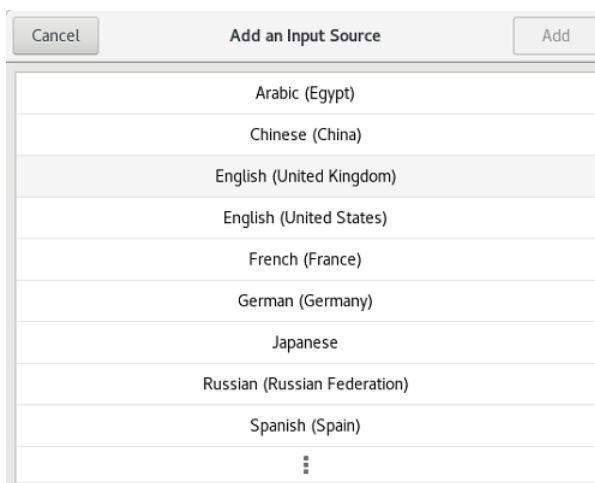 Cancel Add an Input Source Add
Arabic (Egypt)
Chinese (China)
English (United Kingdom)
English (United States)
French (France)
German (Germany)
Japanese
Russian (Russian Federation)
Spanish (Spain)